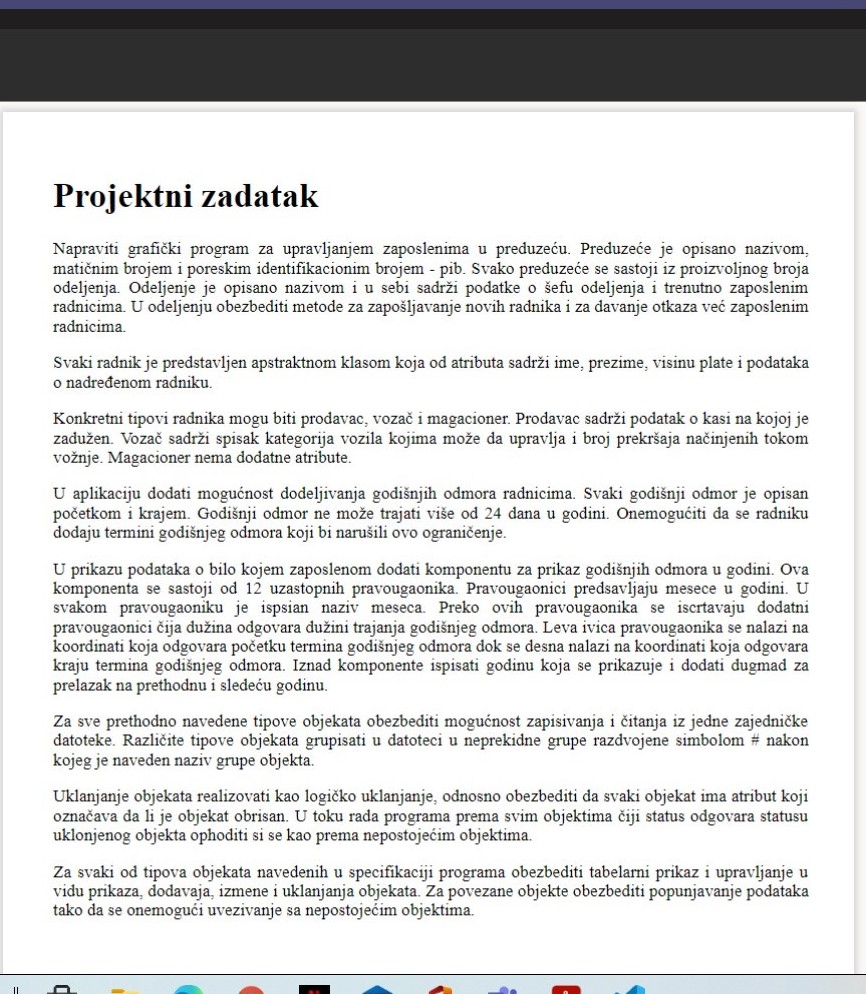 Projektni zadatak
Napraviti grafički program za upravljanjem zaposlenima u preduzeću. Preduzeće je opisano nazivom,
matičnim brojem i poreskim identifikacionim brojem - pib. Svako preduzeće se sastoji iz proizvoljnog broja
odeljenja. Odeljenje je opisano nazivom i u sebi sadrži podatke o šefu odeljenja i trenutno zaposlenim
radnicima. U odeljenju obezbediti metode za zapošljavanje novih radnika i za davanje otkaza već zaposlenim
radnicima.
Svaki radnik je predstavljen apstraktnom klasom koja od atributa sadrži ime, prezime, visinu plate i podataka
o nadređenom radniku.
Konkretni tipovi radnika mogu biti prodavac, vozač i magacioner. Prodavac sadrži podatak o kasi na kojoj je
zadužen. Vozač sadrži spisak kategorija vozila kojima može da upravlja i broj prekršaja načinjenih tokom
vožnje. Magacioner nema dodatne atribute.
U aplikaciju dodati mogućnost dodeljivanja godišnjih odmora radnicima. Svaki godišnji odmor je opisan
početkom i krajem. Godišnji odmor ne može trajati više od 24 dana u godini. Onemogućiti da se radniku
dodaju termini godišnjeg odmora koji bi narušili ovo ograničenje.
U prikazu podataka o bilo kojem zaposlenom dodati komponentu za prikaz godišnjih odmora u godini. Ova
komponenta se sastoji od 12 uzastopnih pravougaonika. Pravougaonici predsavljaju mesece u godini. U
svakom pravougaoniku je ispsian naziv meseca. Preko ovih pravougaonika se iscrtavaju dodatni
pravougaonici čija dužina odgovara dužini trajanja godišnjeg odmora. Leva ivica pravougaonika se nalazi na
koordinati koja odgovara početku termina godišnjeg odmora dok se desna nalazi na koordinati koja odgovara
kraju termina godišnjeg odmora. Iznad komponente ispisati godinu koja se prikazuje i dodati dugmad za
prelazak na prethodnu i sledeću godinu.
Za sve prethodno navedene tipove objekata obezbediti mogućnost zapisivanja i čitanja iz jedne zajedničke
datoteke. Različite tipove objekata grupisati u datoteci u neprekidne grupe razdvojene simbolom # nakon
kojeg je naveden naziv grupe objekta.
Uklanjanje objekata realizovati kao logičko uklanjanje, odnosno obezbediti da svaki objekat ima atribut koji
označava da li je objekat obrisan. U toku rada programa prema svim objektima čiji status odgovara statusu
uklonjenog objekta ophoditi si se kao prema nepostojećim objektima.
Za svaki od tipova objekata navedenih u specifikaciji programa obezbediti tabelarni prikaz i upravljanje u
vidu prikaza, dodavaja, izmene i uklanjanja objekata. Za povezane objekte obezbediti popunjavanje podataka
tako da se onemogući uvezivanje sa nepostojećim objektima.